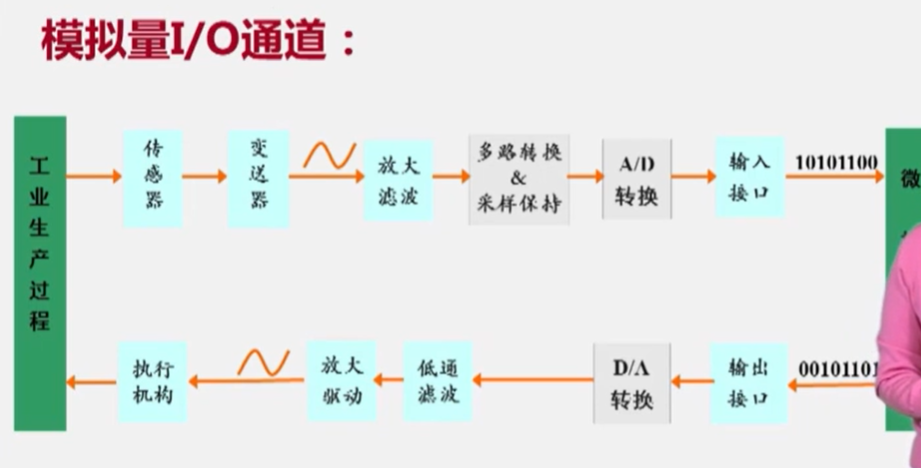 模拟量I/O通道：
工业生产过程
传感器
变送器
放大
滤波
多路转换
&
采样保持
A/D
转换
输入
接口
10101100
微
执行
机构
放大
驱动
低通
滤波
D/A
转换
输出
接口
00101101